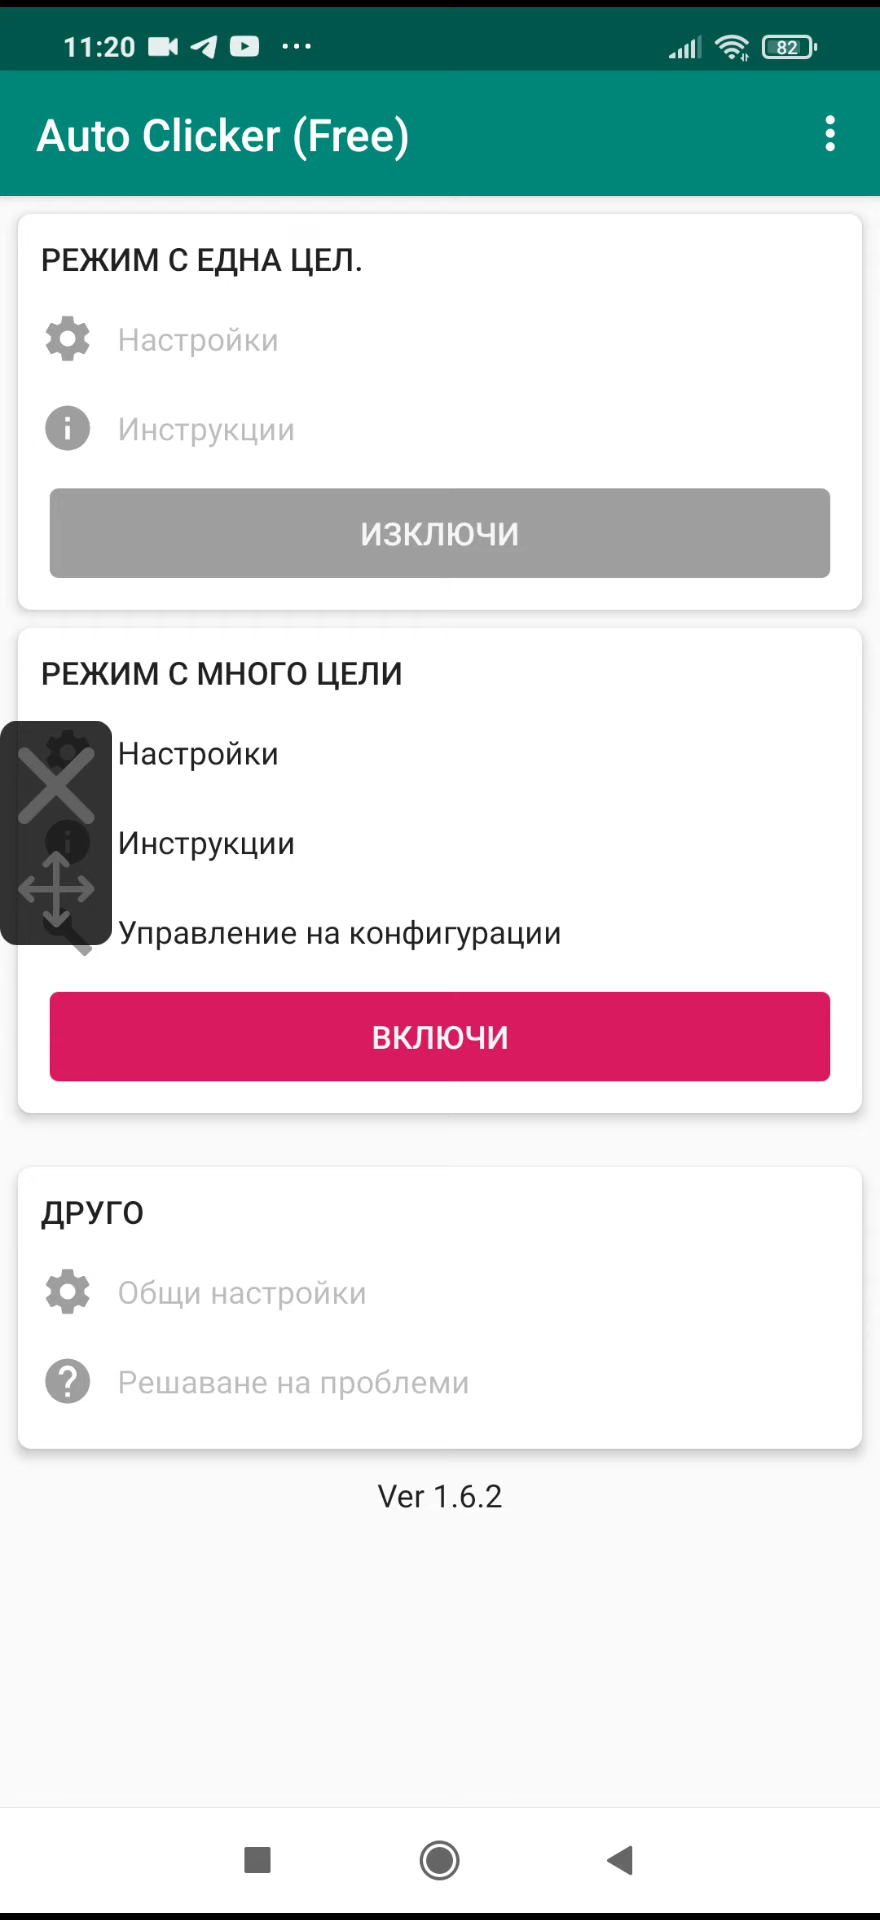 11:20
82
Auto Clicker (Free)
РЕЖИМ С ЕДНА ЦЕЛ.
Настройки
Инструкции
ИЗКЛЮЧИ
РЕЖИМ С МНОГО ЦЕЛИ
Настройки
Инструкции
Управление на конфигурации
ВКЛЮЧИ
ДРУГО
Общи настройки
Решаване на проблеми
Ver 1.6.2